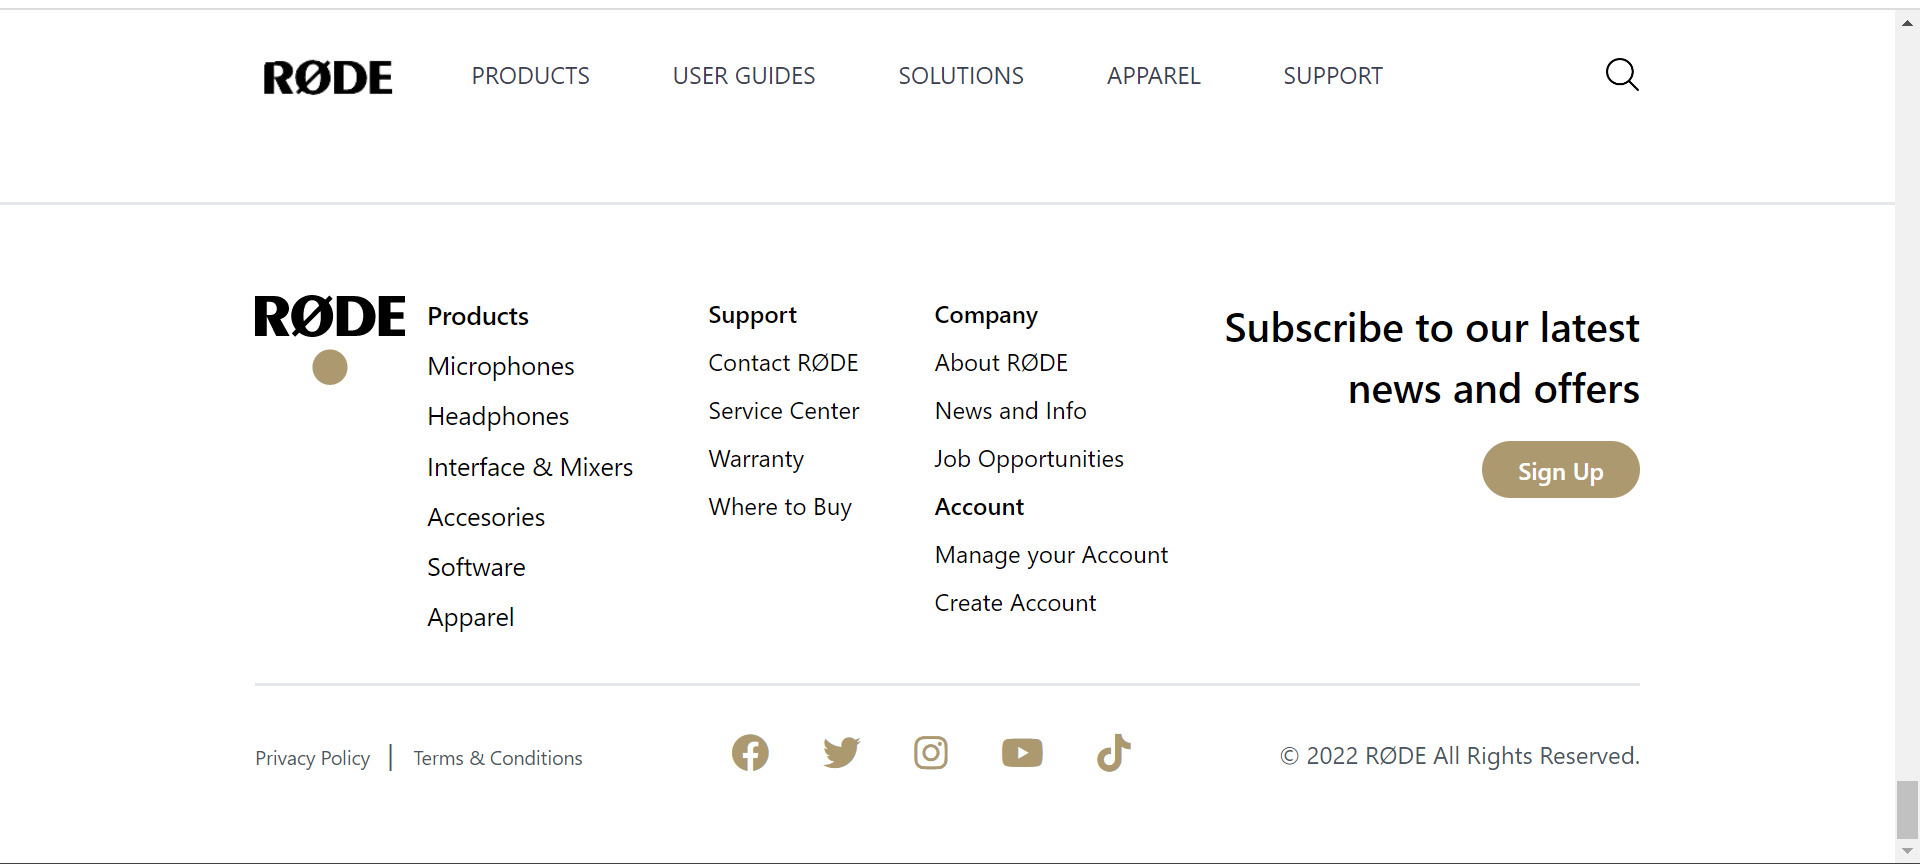 RØDE PRODUCTS USER GUIDES SOLUTIONS APPAREL SUPPORT
RØDE
Products
Microphones
Headphones
Interface & Mixers
Accesories
Software
Apparel
Support
Contact RØDE
Service Center
Warranty
Where to Buy
Company
About RØDE
News and Info
Job Opportunities
Account
Manage your Account
Create Account
Subscribe to our latest
news and offers
Sign Up
Privacy Policy | Terms & Conditions
© 2022 RØDE All Rights Reserved.